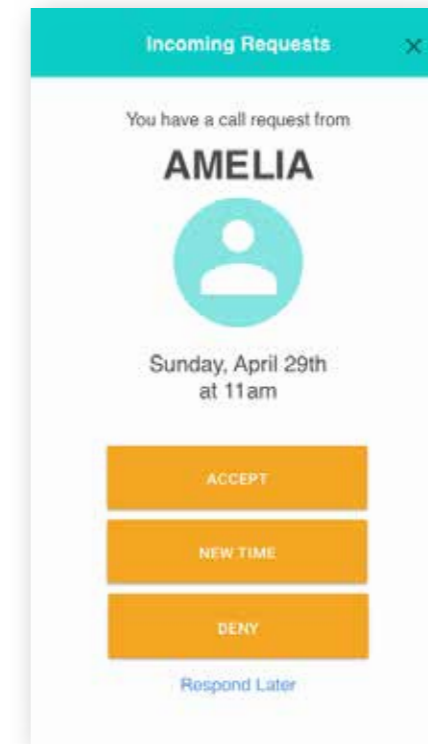 Incoming Requests
You have a call request from
AMELIA
Sunday, April 29th
at 11am
ACCEPT
NEW TIME
DENY
Respond Later